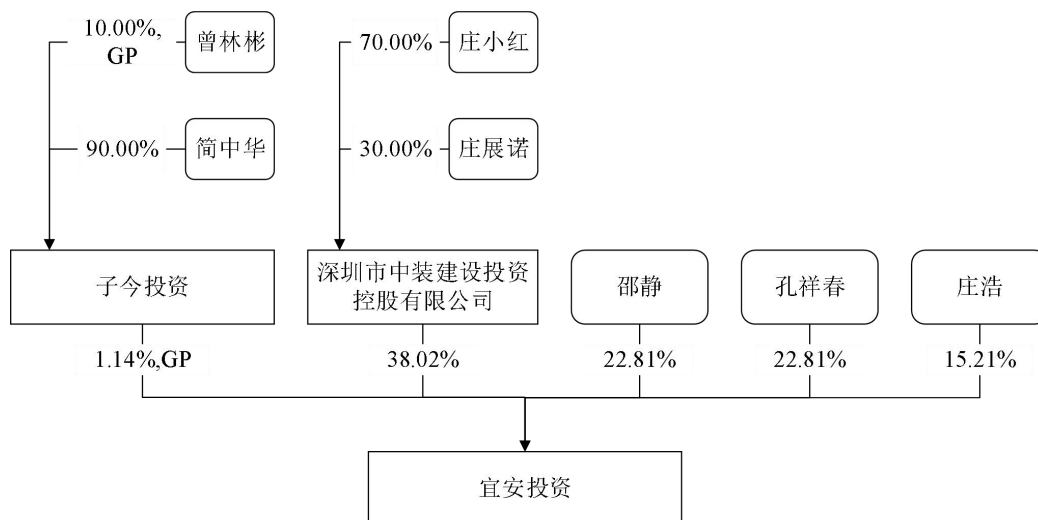 10.00%,
GP
曾林彬
70.00%
庄小红
90.00%
简中华
30.00%
庄展诺
子今投资
深圳市中装建设投资
控股有限公司
邵静
孔祥春
庄浩
1.14%,GP
38.02%
22.81%
22.81%
15.21%
宜安投资